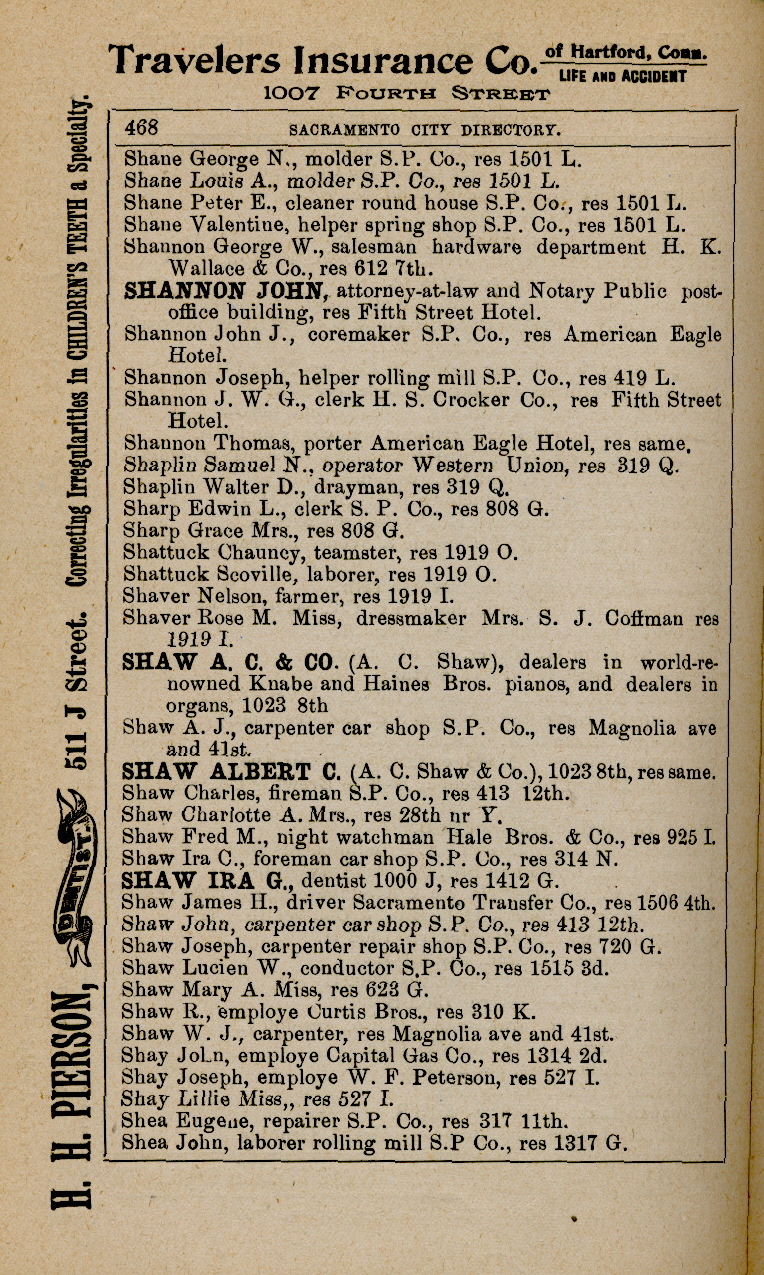 Travelers Insurance Co. of Hartford, Conn.
LIFE AND ACCIDENT
1007 FOURTH STREET
468 SACRAMENTO CITY DIRECTORY.
Shane George N., molder S.P. Co., res 1501 L.
Shane Louis A., molder S.P. Co., res 1501 L.
Shane Peter E., cleaner round house S.P. Co., res 1501 L.
Shane Valentine, helper spring shop S.P. Co., res 1501 L.
Shannon George W., salesman hardware department H. K.
Wallace & Co., res 612 7th.
SHANNON JOHN, attorney-at-law and Notary Public post-
office building, res Fifth Street Hotel.
Shannon John J., coremaker S.P. Co., res American Eagle
Hotel.
Shannon Joseph, helper rolling mill S.P. Co., res 419 L.
Shannon J. W. G., clerk H. S. Crocker Co., res Fifth Street
Hotel.
Shannon Thomas, porter American Eagle Hotel, res same.
Shaplin Samuel N., operator Western Union, res 319 Q.
Shaplin Walter D., drayman, res 319 Q.
Sharp Edwin L., clerk S. P. Co., res 808 G.
Sharp Grace Mrs., res 808 G.
Shattuck Chauncy, teamster, res 1919 O.
Shattuck Scoville, laborer, res 1919 O.
Shaver Nelson, farmer, res 1919 I.
Shaver Rose M. Miss, dressmaker Mrs. S. J. Coffman res
1919 I.
SHAW A. C. & CO. (A. C. Shaw), dealers in world-re-
nowned Knabe and Haines Bros. pianos, and dealers in
organs, 1023 8th
Shaw A. J., carpenter car shop S.P. Co., res Magnolia ave
and 41st.
SHAW ALBERT C. (A. C. Shaw & Co.), 1023 8th, res same.
Shaw Charles, fireman S.P. Co., res 413 12th.
Shaw Charlotte A. Mrs., res 28th nr Y.
Shaw Fred M., night watchman Hale Bros. & Co., res 925 I.
Shaw Ira C., foreman car shop S.P. Co., res 314 N.
SHAW IRA G., dentist 1000 J, res 1412 G.
Shaw James H., driver Sacramento Transfer Co., res 1506 4th.
Shaw John, carpenter car shop S.P. Co., res 413 12th.
Shaw Joseph, carpenter repair shop S.P. Co., res 720 G.
Shaw Lucien W., conductor S.P. Co., res 1515 3d.
Shaw Mary A. Miss, res 623 G.
Shaw R., employe Curtis Bros., res 310 K.
Shaw W. J., carpenter, res Magnolia ave and 41st.
Shay John, employe Capital Gas Co., res 1314 2d.
Shay Joseph, employe W. F. Peterson, res 527 I.
Shay Lillie Miss,, res 527 I.
Shea Eugene, repairer S.P. Co., res 317 11th.
Shea John, laborer rolling mill S.P Co., res 1317 G.
H. H. PIERSON, DENTIST. 511 J Street. Correcting Irregularities in CHILDREN'S TEETH a Specialty.